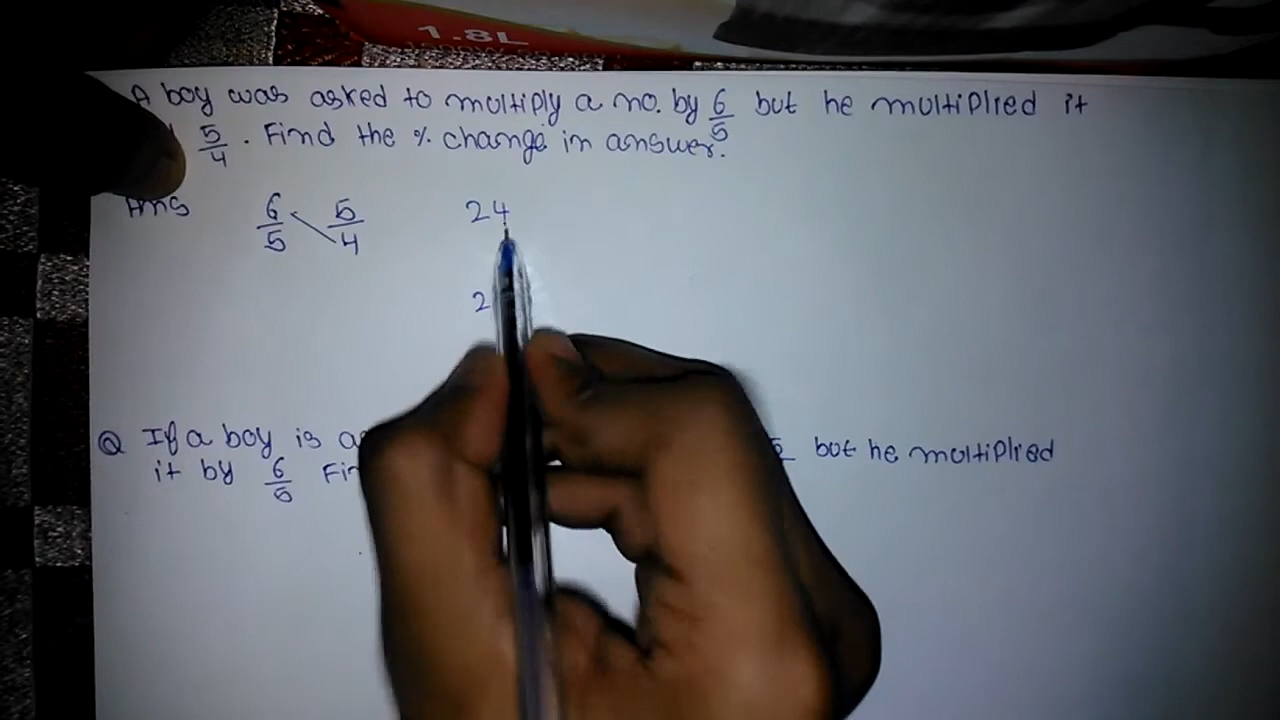 1.8L
A boy was asked to multiply a no. by 6/5 but he multiplied it
5/4 . Find the % change in answer.
Ans 6/5 5/4 24
2
Q If a boy is but he multiplied
it by 6/5